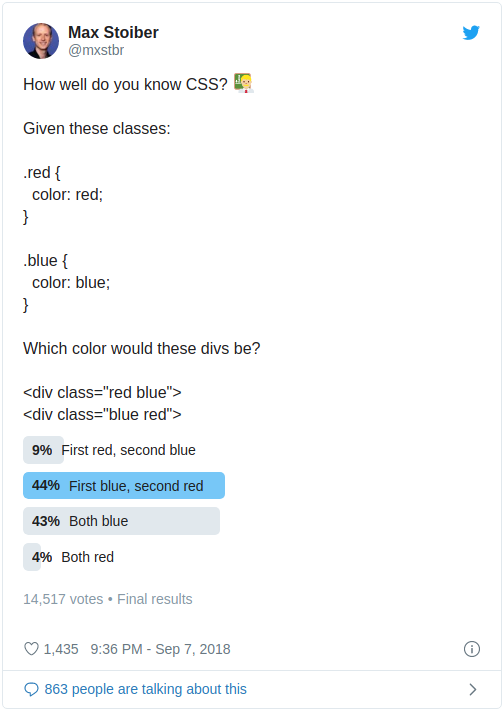 Max Stoiber
@mxstbr
How well do you know CSS? 👩🏼‍🏫
Given these classes:
.red {
color: red;
}
.blue {
color: blue;
}
Which color would these divs be?
<div class="red blue">
<div class="blue red">
9% First red, second blue
44% First blue, second red
43% Both blue
4% Both red
14,517 votes • Final results
1,435 9:36 PM - Sep 7, 2018
863 people are talking about this